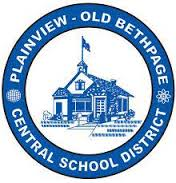 PLAINVIEW - OLD BETHPAGE
CENTRAL SCHOOL DISTRICT